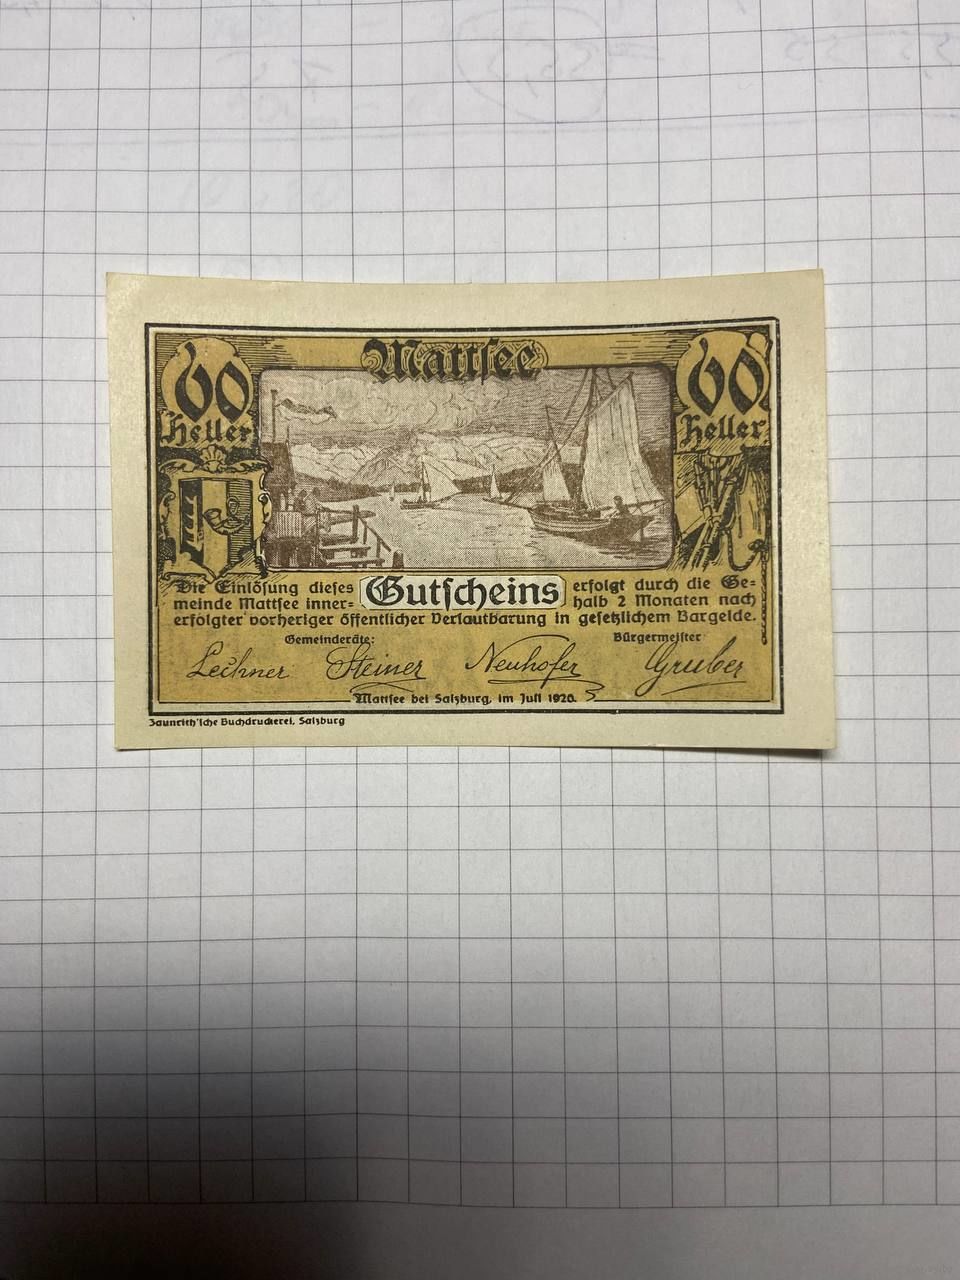 Mattsee
60 Heller
60 Heller
Die Einlösung dieses Gutscheins erfolgt durch die Ge=
meinde Mattsee inner= halb 2 Monaten nach
erfolgter vorheriger öffentlicher Verlautbarung in gesetzlichem Bargelde.
Gemeinderäte: Bürgermeister
Lechner Steiner Neuhofer Gruber
Mattsee bei Salzburg, im Juli 1920.
Zaunrith'sche Buchdruckerei, Salzburg